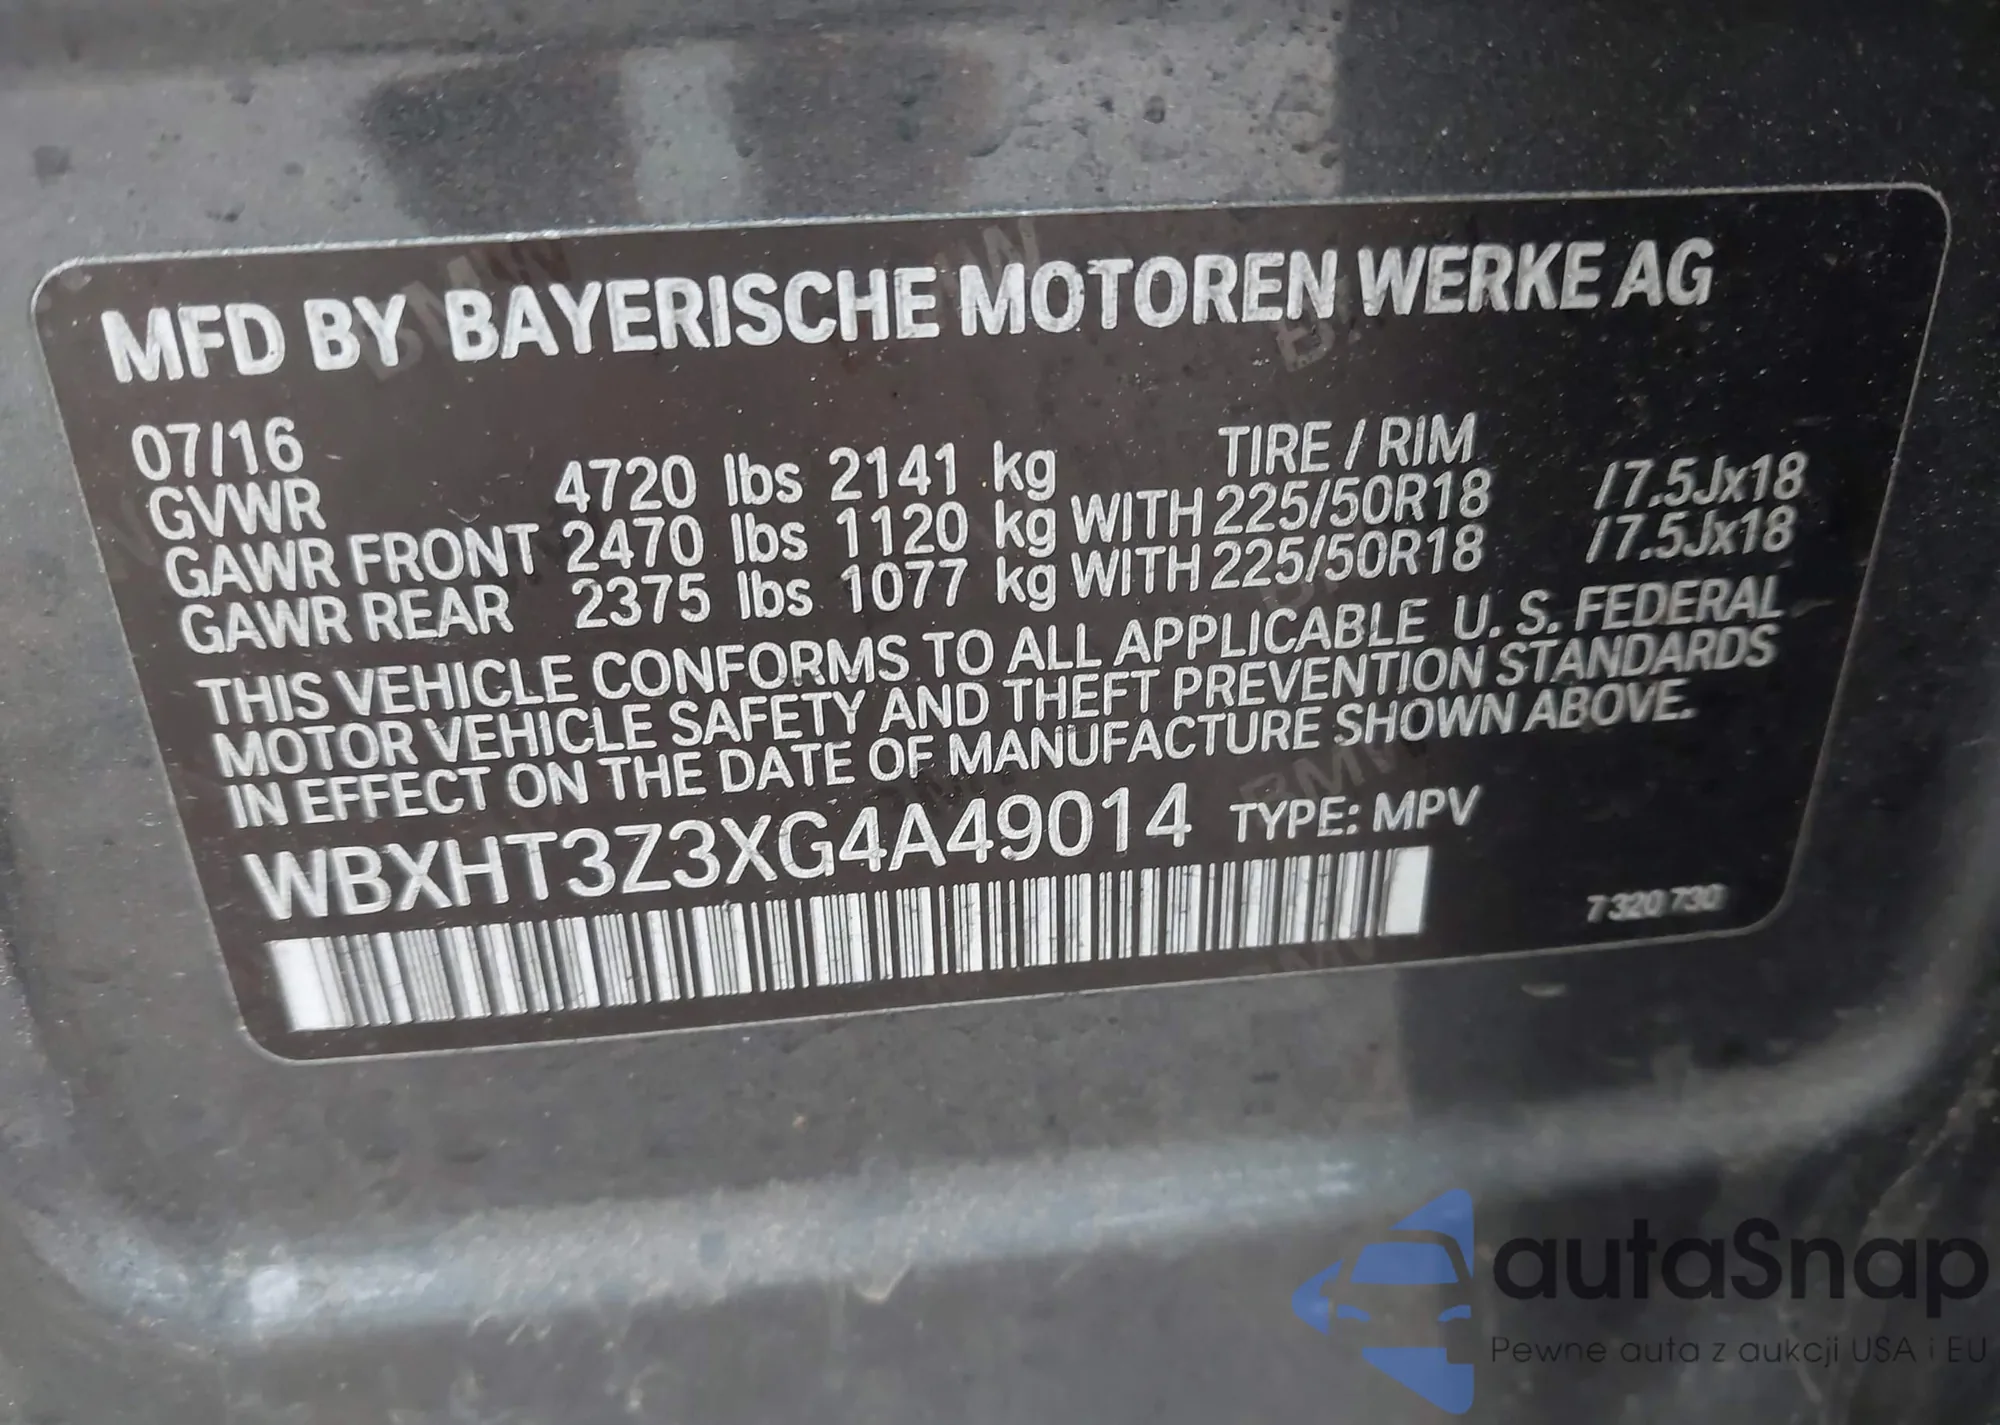 MFD BY BAYERISCHE MOTOREN WERKE AG
07/16 TIRE / RIM
GVWR 4720 lbs 2141 kg
GAWR FRONT 2470 lbs 1120 kg WITH 225/50R18 /7.5Jx18
GAWR REAR 2375 lbs 1077 kg WITH 225/50R18 /7.5Jx18
THIS VEHICLE CONFORMS TO ALL APPLICABLE U. S. FEDERAL
MOTOR VEHICLE SAFETY AND THEFT PREVENTION STANDARDS
IN EFFECT ON THE DATE OF MANUFACTURE SHOWN ABOVE.
WBXHT3Z3XG4A49014 TYPE: MPV
7 320 730
autaSnap
Pewne auta z aukcji USA i EU